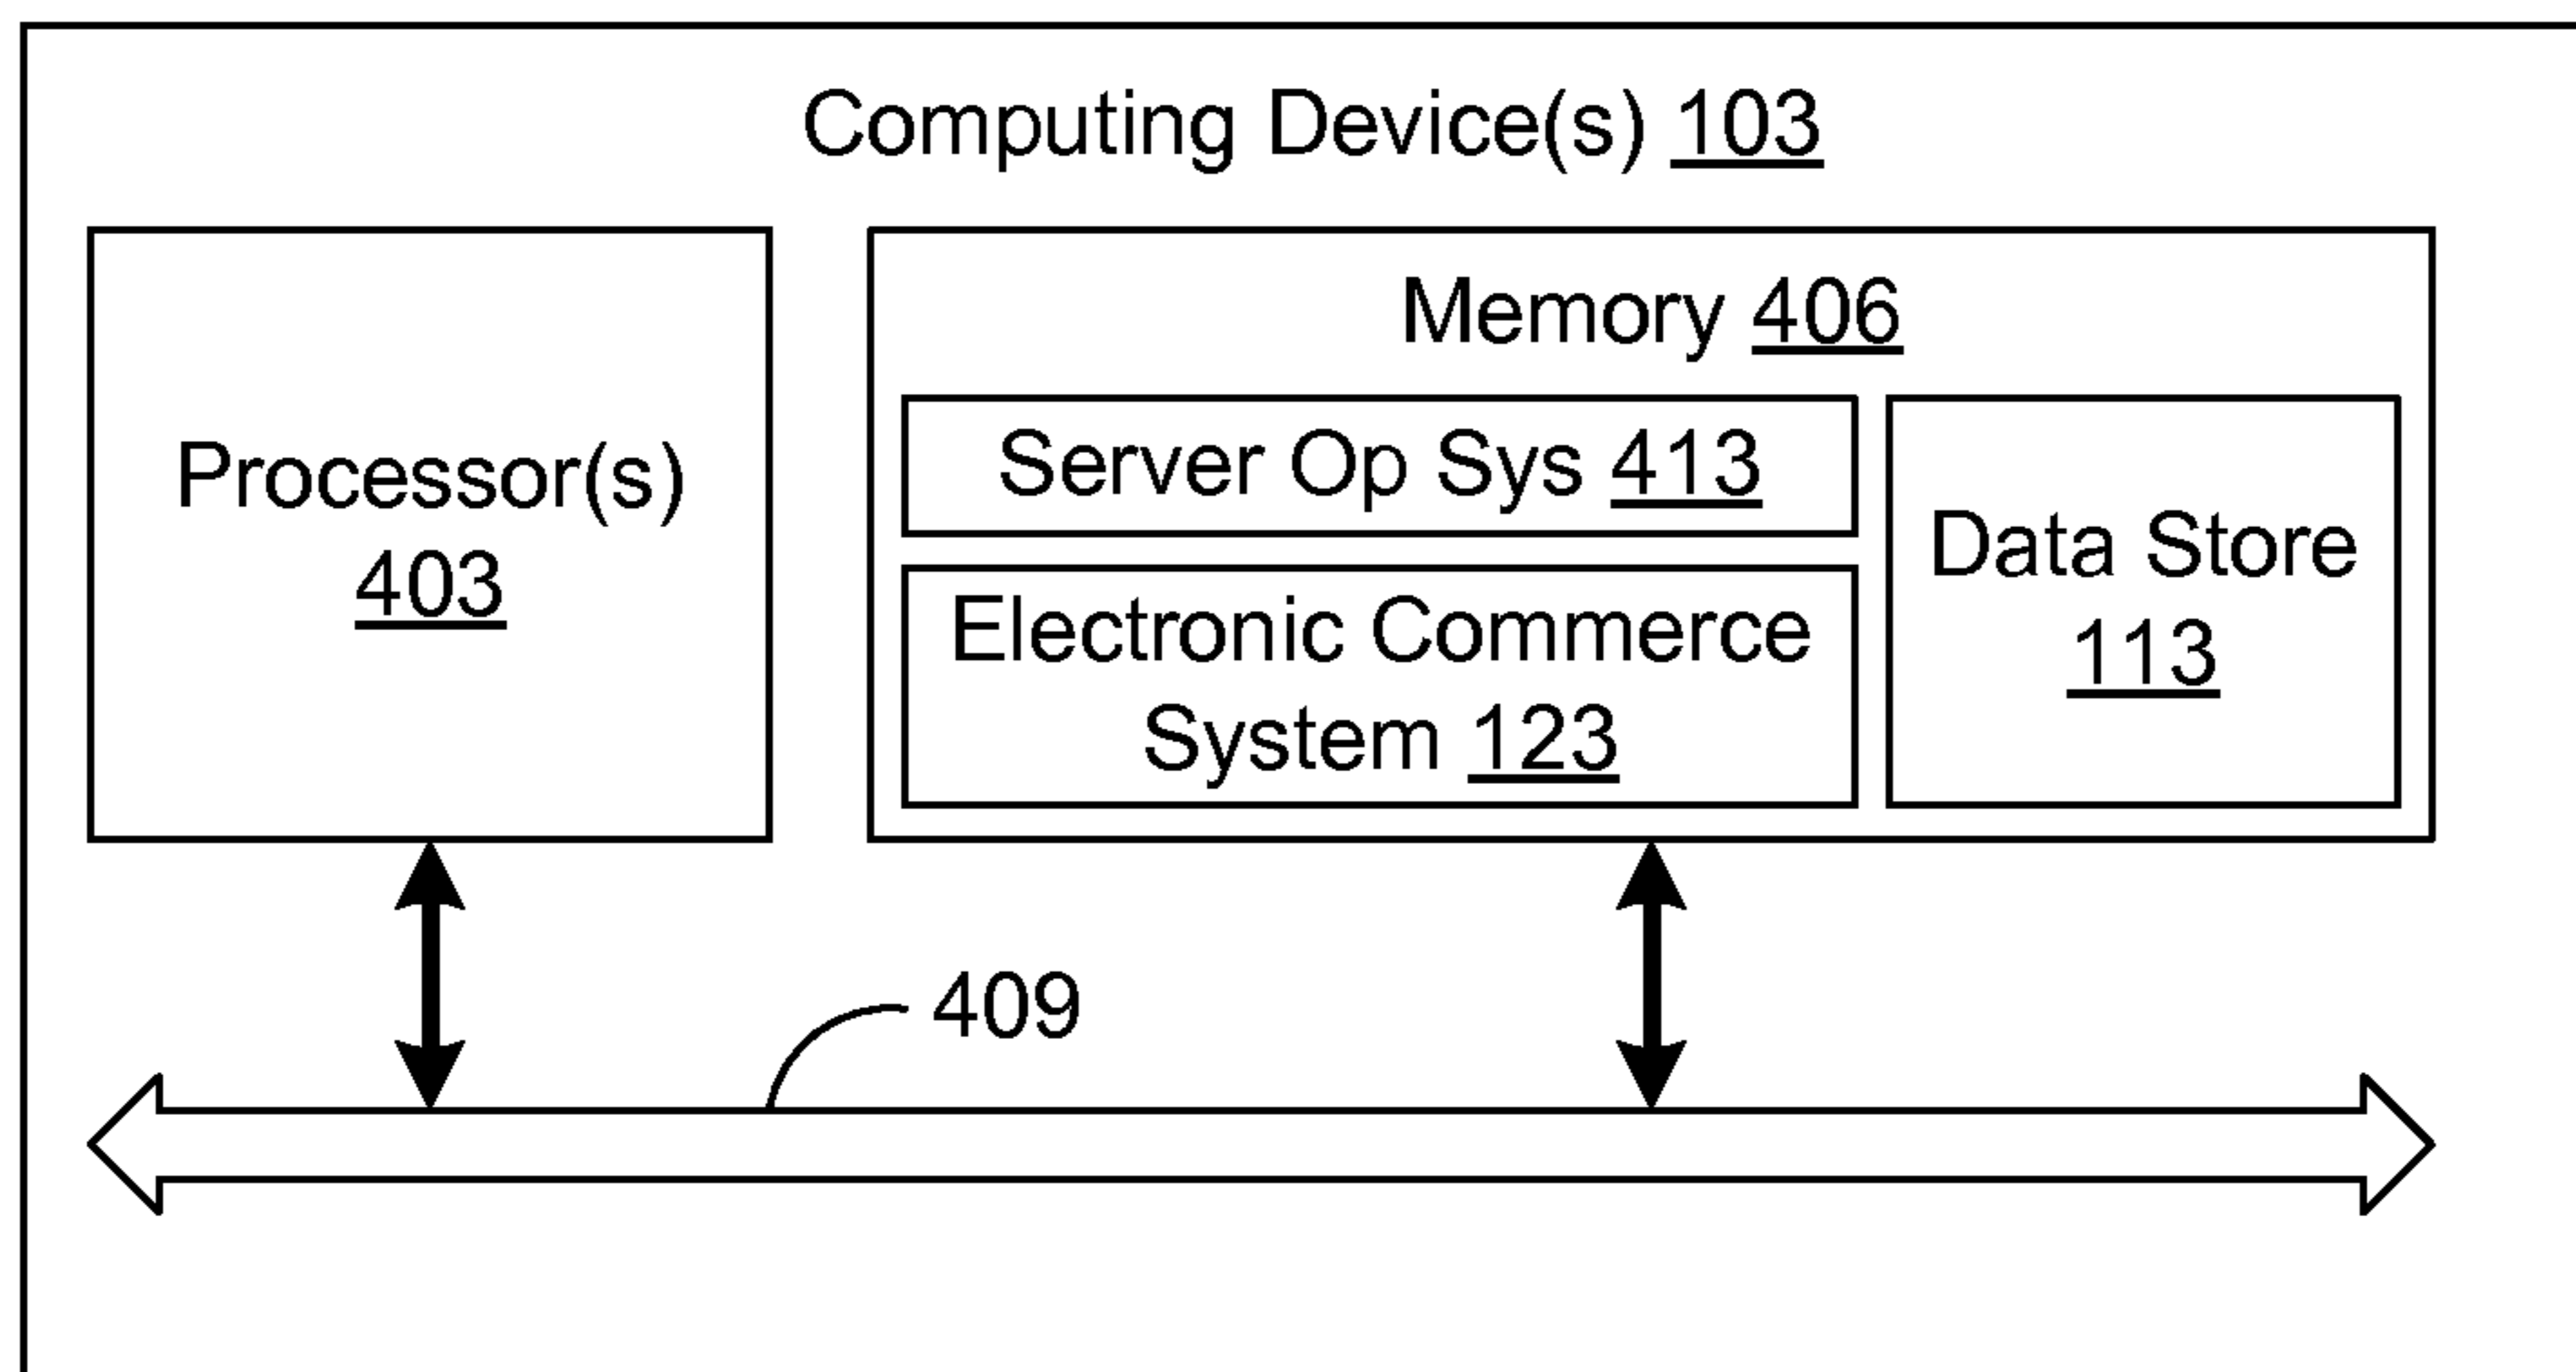 Computing Device(s) 103
Processor(s)
403
Memory 406
Server Op Sys 413
Electronic Commerce
System 123
Data Store
113
409